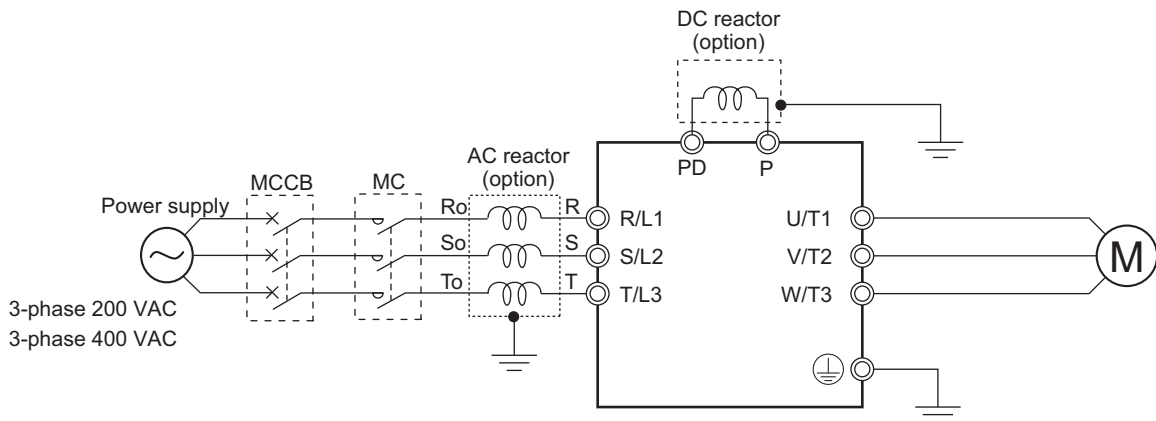 DC reactor
(option)
PD
P
AC reactor
(option)
MCCB
MC
Power supply
Ro
R
R/L1
U/T1
So
S
S/L2
V/T2
M
To
T
T/L3
W/T3
3-phase 200 VAC
3-phase 400 VAC